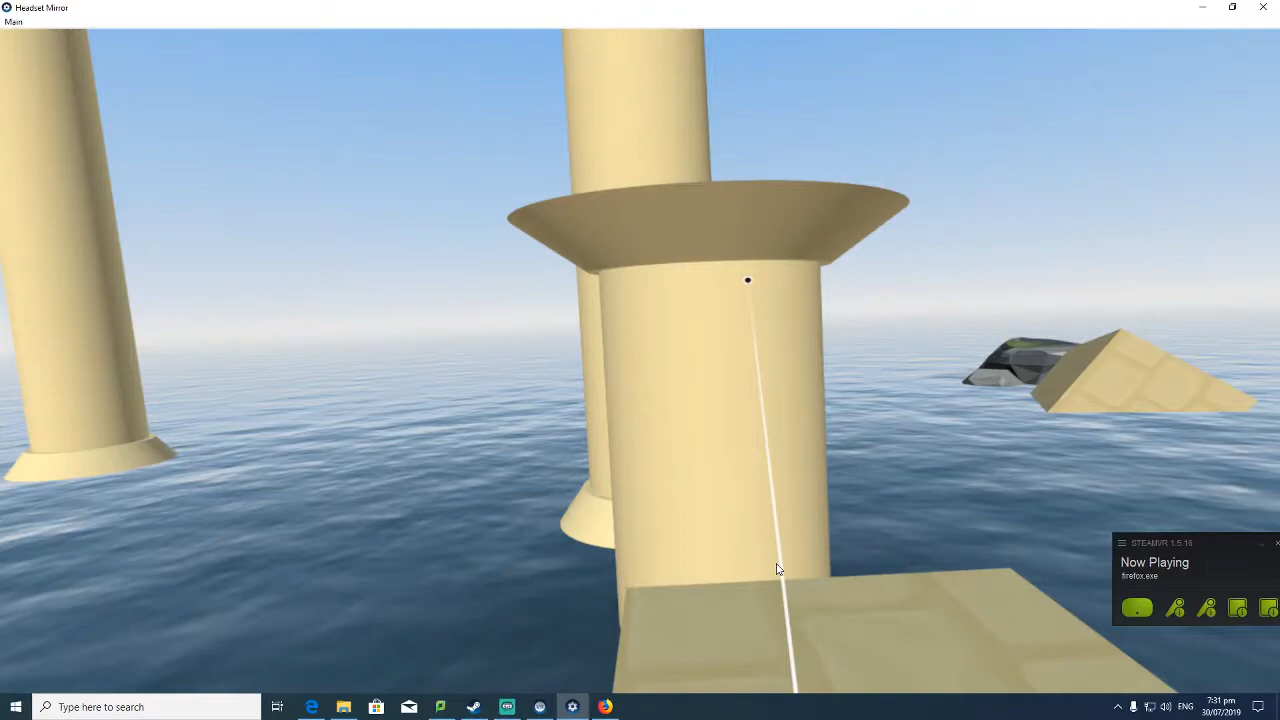 Headset Mirror
Main
STEAMVR 1.5.16
Now Playing
firefox.exe
Type here to search
ENG
7:31 pm
30/07/2019